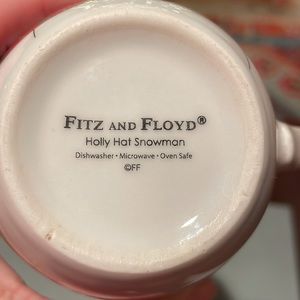 FITZ AND FLOYD®
Holly Hat Snowman
Dishwasher • Microwave • Oven Safe
©FF